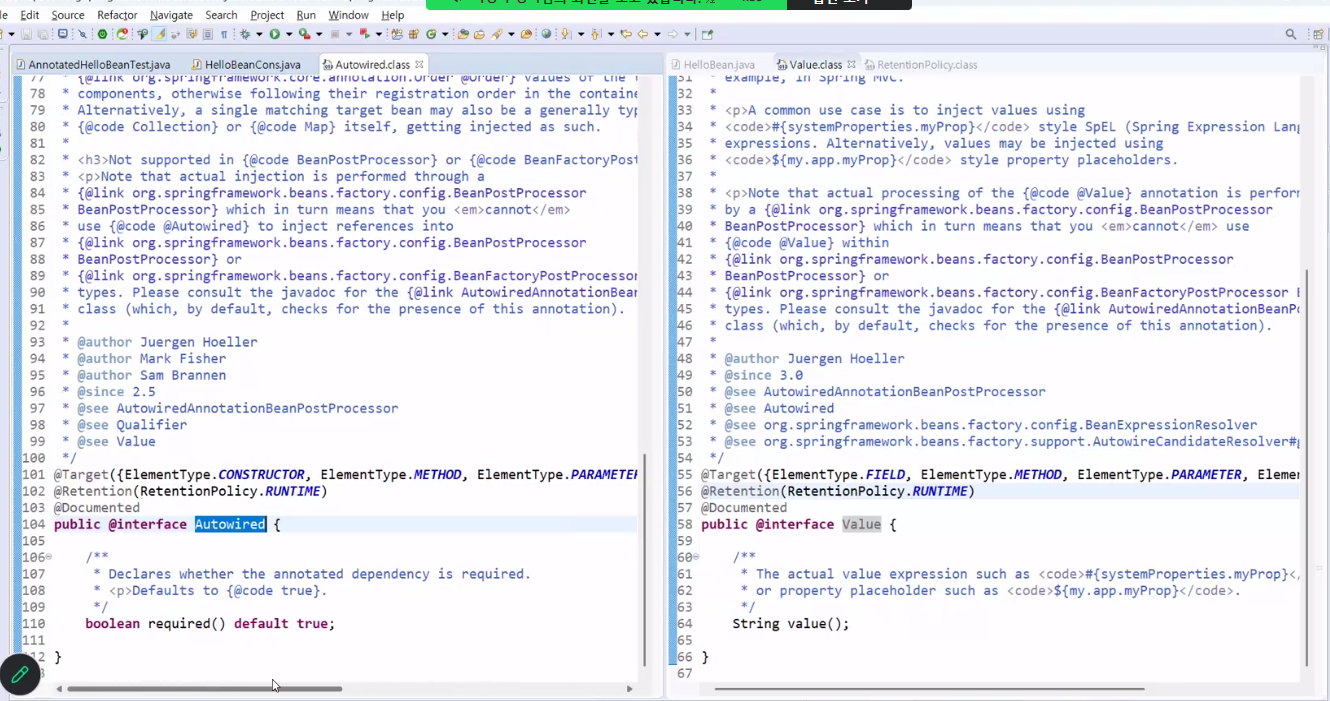 Edit Source Refactor Navigate Search Project Run Window Help
AnnotatedHelloBeanTest.java HelloBeanCons.java Autowired.class
77 * {@link org.springframework.core.annotation.Order @Order} values of the
78 * components, otherwise following their registration order in the containe
79 * Alternatively, a single matching target bean may also be a generally typ
80 * {@code Collection} or {@code Map} itself, getting injected as such.
81 *
82 * <h3>Not supported in {@code BeanPostProcessor} or {@code BeanFactoryPost
83 * <p>Note that actual injection is performed through a
84 * {@link org.springframework.beans.factory.config.BeanPostProcessor
85 * BeanPostProcessor} which in turn means that you <em>cannot</em>
86 * use {@code @Autowired} to inject references into
87 * {@link org.springframework.beans.factory.config.BeanPostProcessor
88 * BeanPostProcessor} or
89 * {@link org.springframework.beans.factory.config.BeanFactoryPostProcessor
90 * types. Please consult the javadoc for the {@link AutowiredAnnotationBear
91 * class (which, by default, checks for the presence of this annotation).
92 *
93 * @author Juergen Hoeller
94 * @author Mark Fisher
95 * @author Sam Brannen
96 * @since 2.5
97 * @see AutowiredAnnotationBeanPostProcessor
98 * @see Qualifier
99 * @see Value
100 */
101 @Target({ElementType.CONSTRUCTOR, ElementType.METHOD, ElementType.PARAMETER
102 @Retention(RetentionPolicy.RUNTIME)
103 @Documented
104 public @interface Autowired {
105
106 /**
107 * Declares whether the annotated dependency is required.
108 * <p>Defaults to {@code true}.
109 */
110 boolean required() default true;
111
12 }
HelloBean.java Value.class RetentionPolicy.class
31 * example, in Spring MVC.
32 *
33 * <p>A common use case is to inject values using
34 * <code>#{systemProperties.myProp}</code> style SpEL (Spring Expression Lang
35 * expressions. Alternatively, values may be injected using
36 * <code>${my.app.myProp}</code> style property placeholders.
37 *
38 * <p>Note that actual processing of the {@code @Value} annotation is perform
39 * by a {@link org.springframework.beans.factory.config.BeanPostProcessor
40 * BeanPostProcessor} which in turn means that you <em>cannot</em> use
41 * {@code @Value} within
42 * {@link org.springframework.beans.factory.config.BeanPostProcessor
43 * BeanPostProcessor} or
44 * {@link org.springframework.beans.factory.config.BeanFactoryPostProcessor
45 * types. Please consult the javadoc for the {@link AutowiredAnnotationBeanPo
46 * class (which, by default, checks for the presence of this annotation).
47 *
48 * @author Juergen Hoeller
49 * @since 3.0
50 * @see AutowiredAnnotationBeanPostProcessor
51 * @see Autowired
52 * @see org.springframework.beans.factory.config.BeanExpressionResolver
53 * @see org.springframework.beans.factory.support.AutowireCandidateResolver#g
54 */
55 @Target({ElementType.FIELD, ElementType.METHOD, ElementType.PARAMETER, Elemen
56 @Retention(RetentionPolicy.RUNTIME)
57 @Documented
58 public @interface Value {
59
60 /**
61 * The actual value expression such as <code>#{systemProperties.myProp}</
62 * or property placeholder such as <code>${my.app.myProp}</code>.
63 */
64 String value();
65
66 }
67